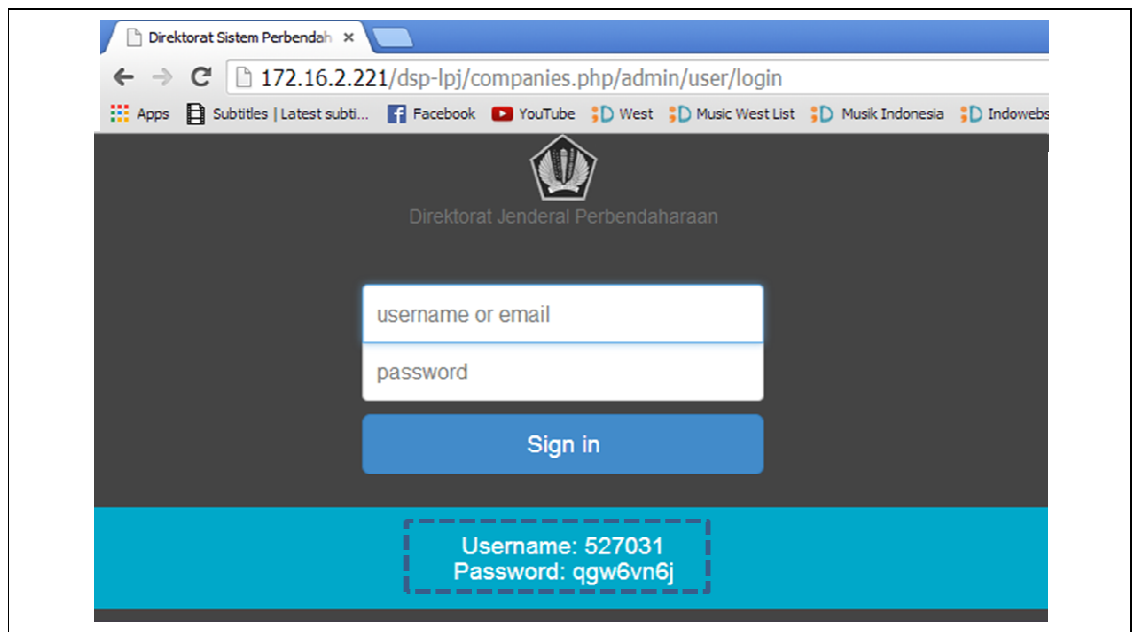 Direktorat Sistem Perbendah
172.16.2.221/dsp-lpj/companies.php/admin/user/login
Apps Subtitles | Latest subti... Facebook YouTube West Music West List Musik Indonesia Indowebs
Direktorat Jenderal Perbendaharaan
username or email
password
Sign in
Username: 527031
Password: qgw6vn6j